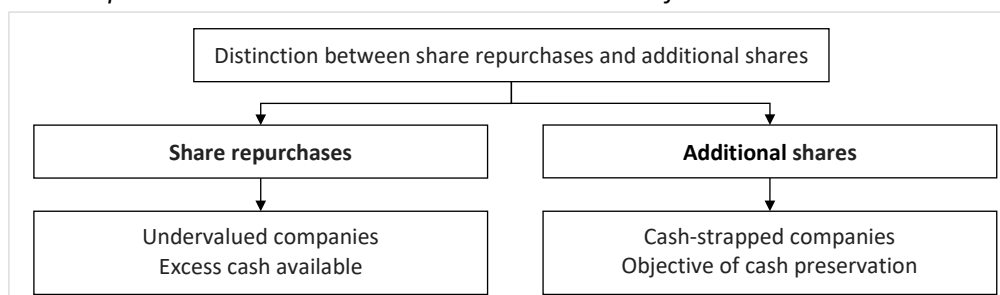 Distinction between share repurchases and additional shares
Share repurchases
Additional shares
Undervalued companies
Excess cash available
Cash-strapped companies
Objective of cash preservation